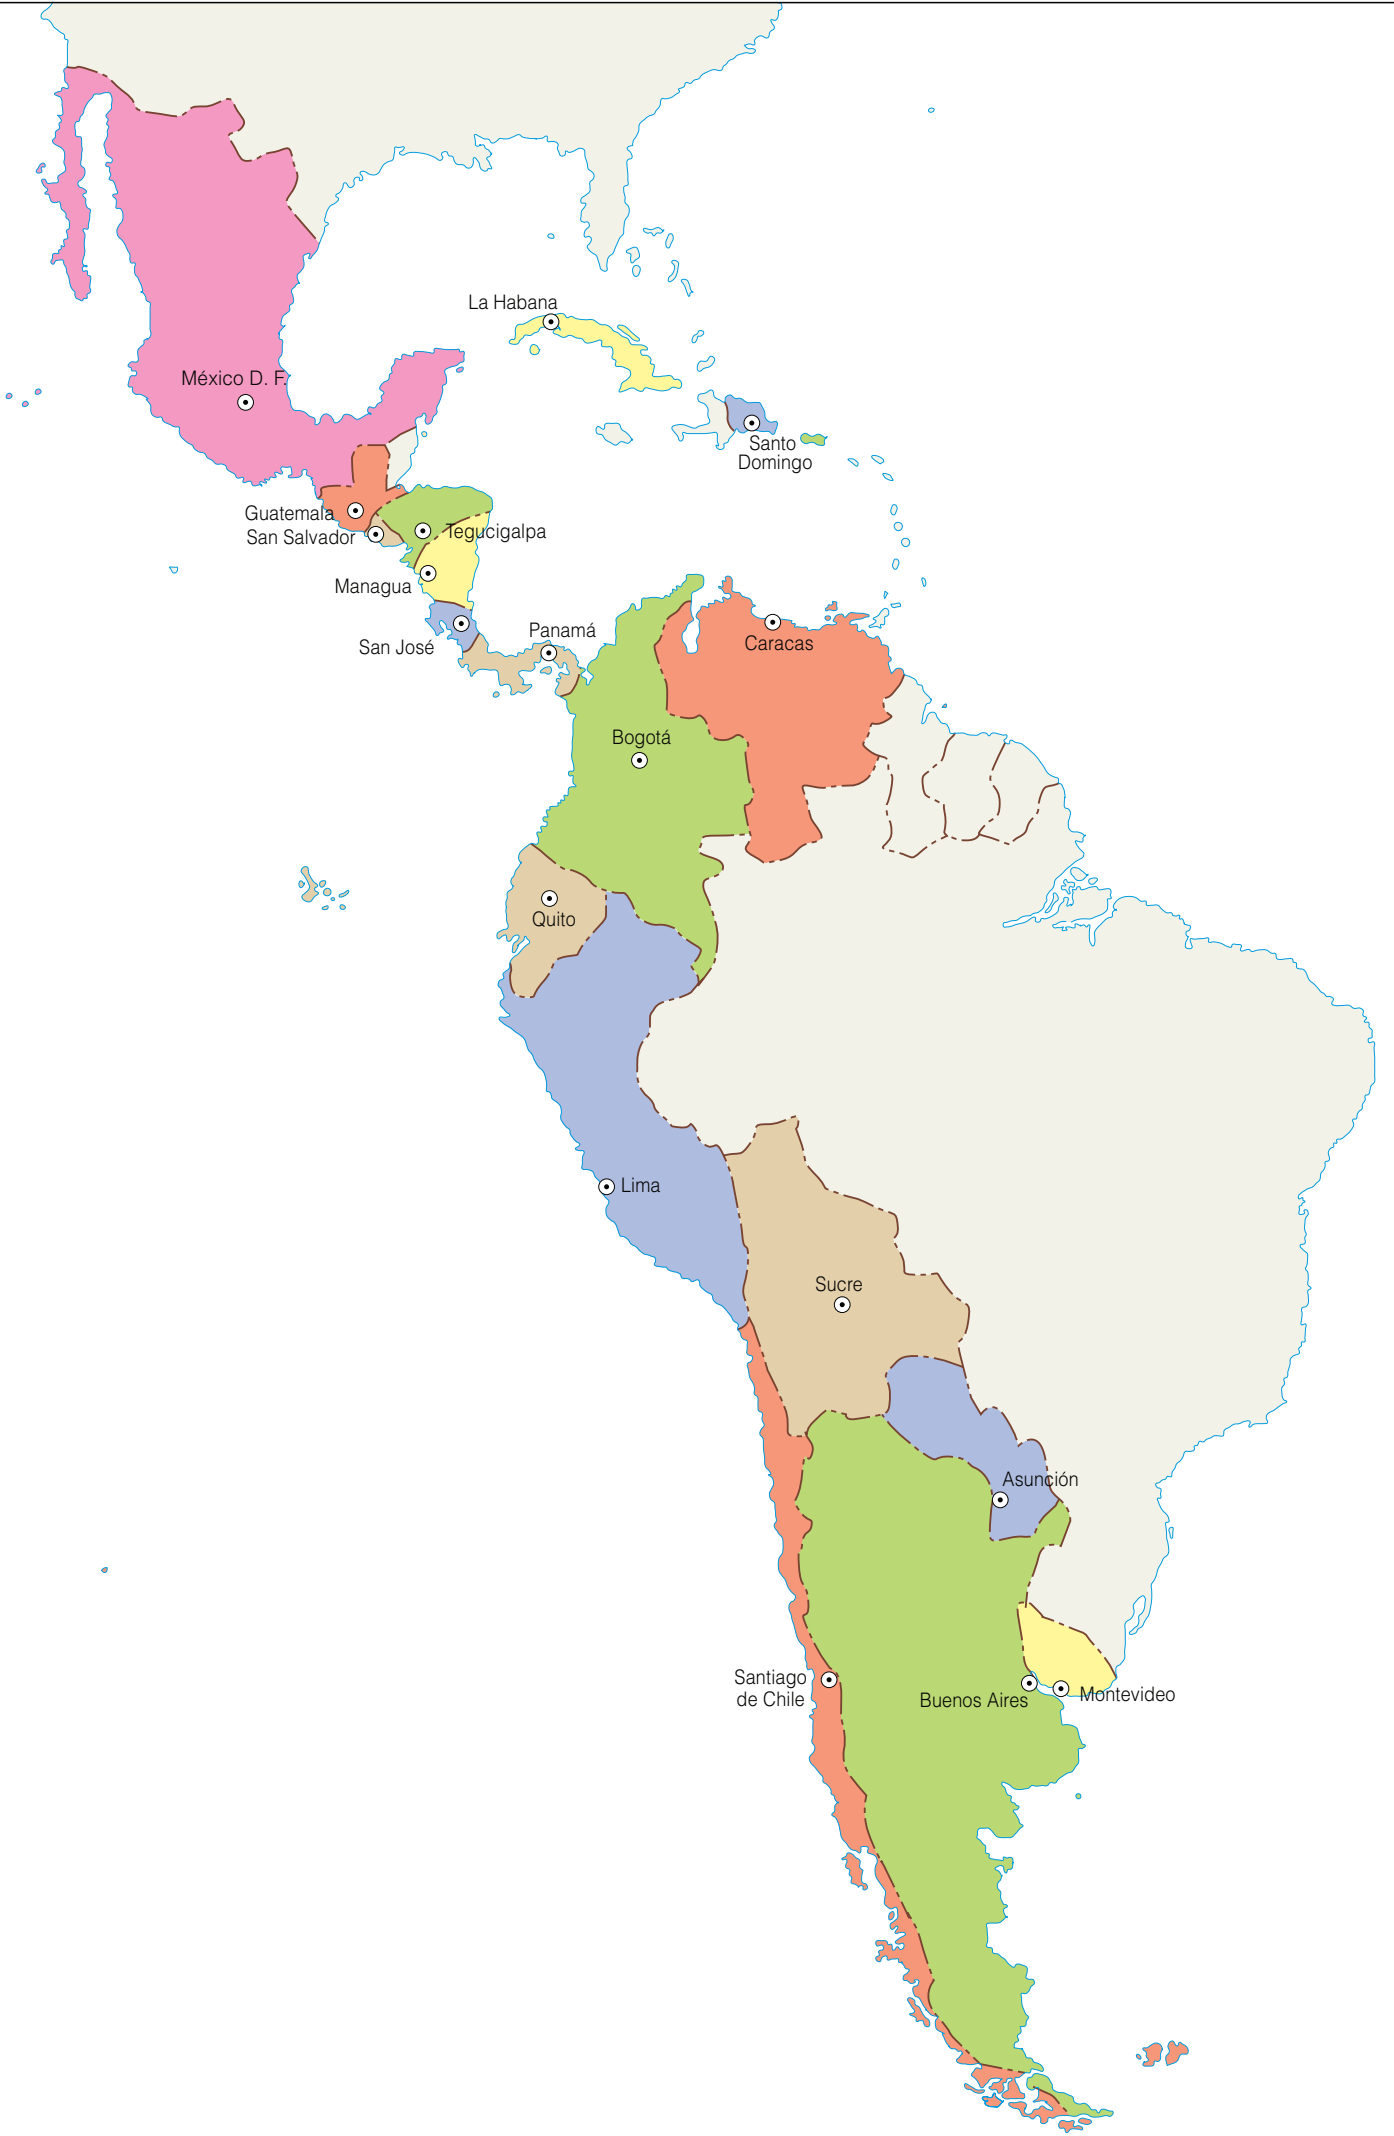 La Habana
México D. F.
Santo
Domingo
Guatemala
San Salvador
Tegucigalpa
Managua
San José
Panamá
Caracas
Bogotá
Quito
Lima
Sucre
Asunción
Santiago
de Chile
Buenos Aires
Montevideo